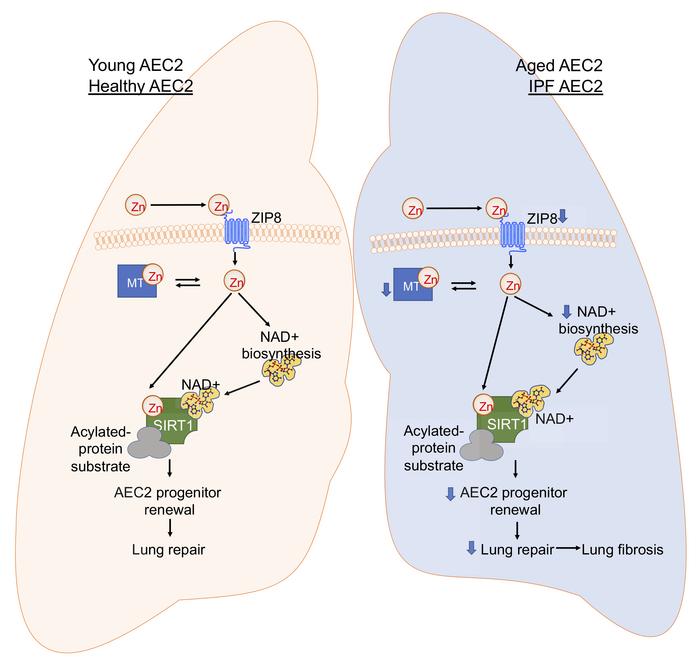 Young AEC2
Healthy AEC2
Zn
Zn
ZIP8
MT
Zn
Zn
NAD+
biosynthesis
NAD+
Zn
SIRT1
Acylated-
protein
substrate
AEC2 progenitor
renewal
Lung repair
Aged AEC2
IPF AEC2
Zn
Zn
ZIP8
MT
Zn
Zn
NAD+
biosynthesis
Zn
SIRT1
NAD+
Acylated-
protein
substrate
AEC2 progenitor
renewal
Lung repair
Lung fibrosis